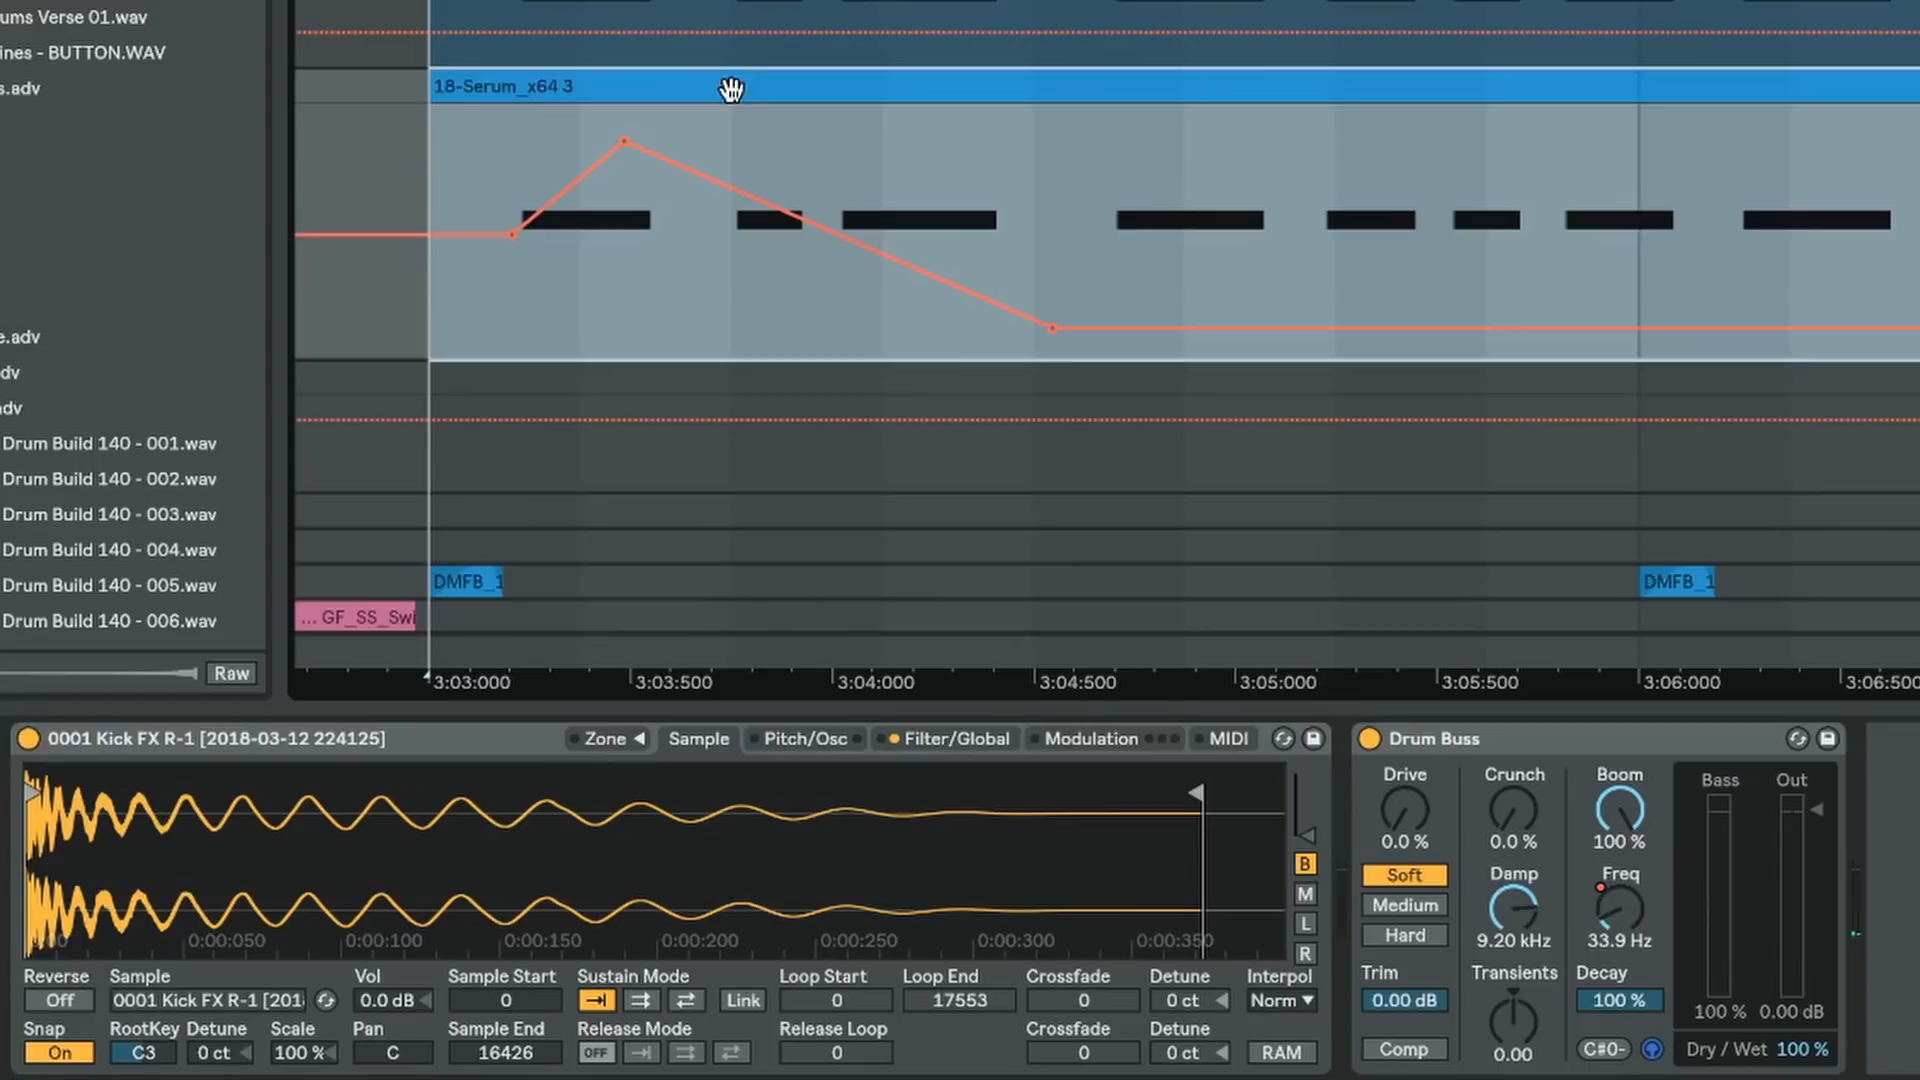 ums Verse 01.wav
ines - BUTTON.WAV
s.adv
e.adv
dv
adv
Drum Build 140 - 001.wav
Drum Build 140 - 002.wav
Drum Build 140 - 003.wav
Drum Build 140 - 004.wav
Drum Build 140 - 005.wav
Drum Build 140 - 006.wav
Raw
18-Serum_x64 3
DMFB_1
DMFB_1
... GF_SS_Swi
3:03:000 3:03:500 3:04:000 3:04:500 3:05:000 3:05:500 3:06:000 3:06:500
0001 Kick FX R-1 [2018-03-12 224125] Zone Sample Pitch/Osc Filter/Global Modulation MIDI
B
M
L
R
0:00:050 0:00:100 0:00:150 0:00:200 0:00:250 0:00:300 0:00:350
Reverse Sample Vol Sample Start Sustain Mode Loop Start Loop End Crossfade Detune Interpol
Off 0001 Kick FX R-1 [201 0.0 dB 0 Link 0 17553 0 0 ct Norm
Snap RootKey Detune Scale Pan Sample End Release Mode Release Loop Crossfade Detune
On C3 0 ct 100 % C 16426 OFF 0 0 0 ct RAM
Drum Buss
Drive Crunch Boom Bass Out
0.0 % 0.0 % 100 %
Soft Damp Freq
Medium
Hard 9.20 kHz 33.9 Hz
Trim Transients Decay
0.00 dB 100 % 100 % 0.00 dB
Comp 0.00 C#0- Dry / Wet 100 %